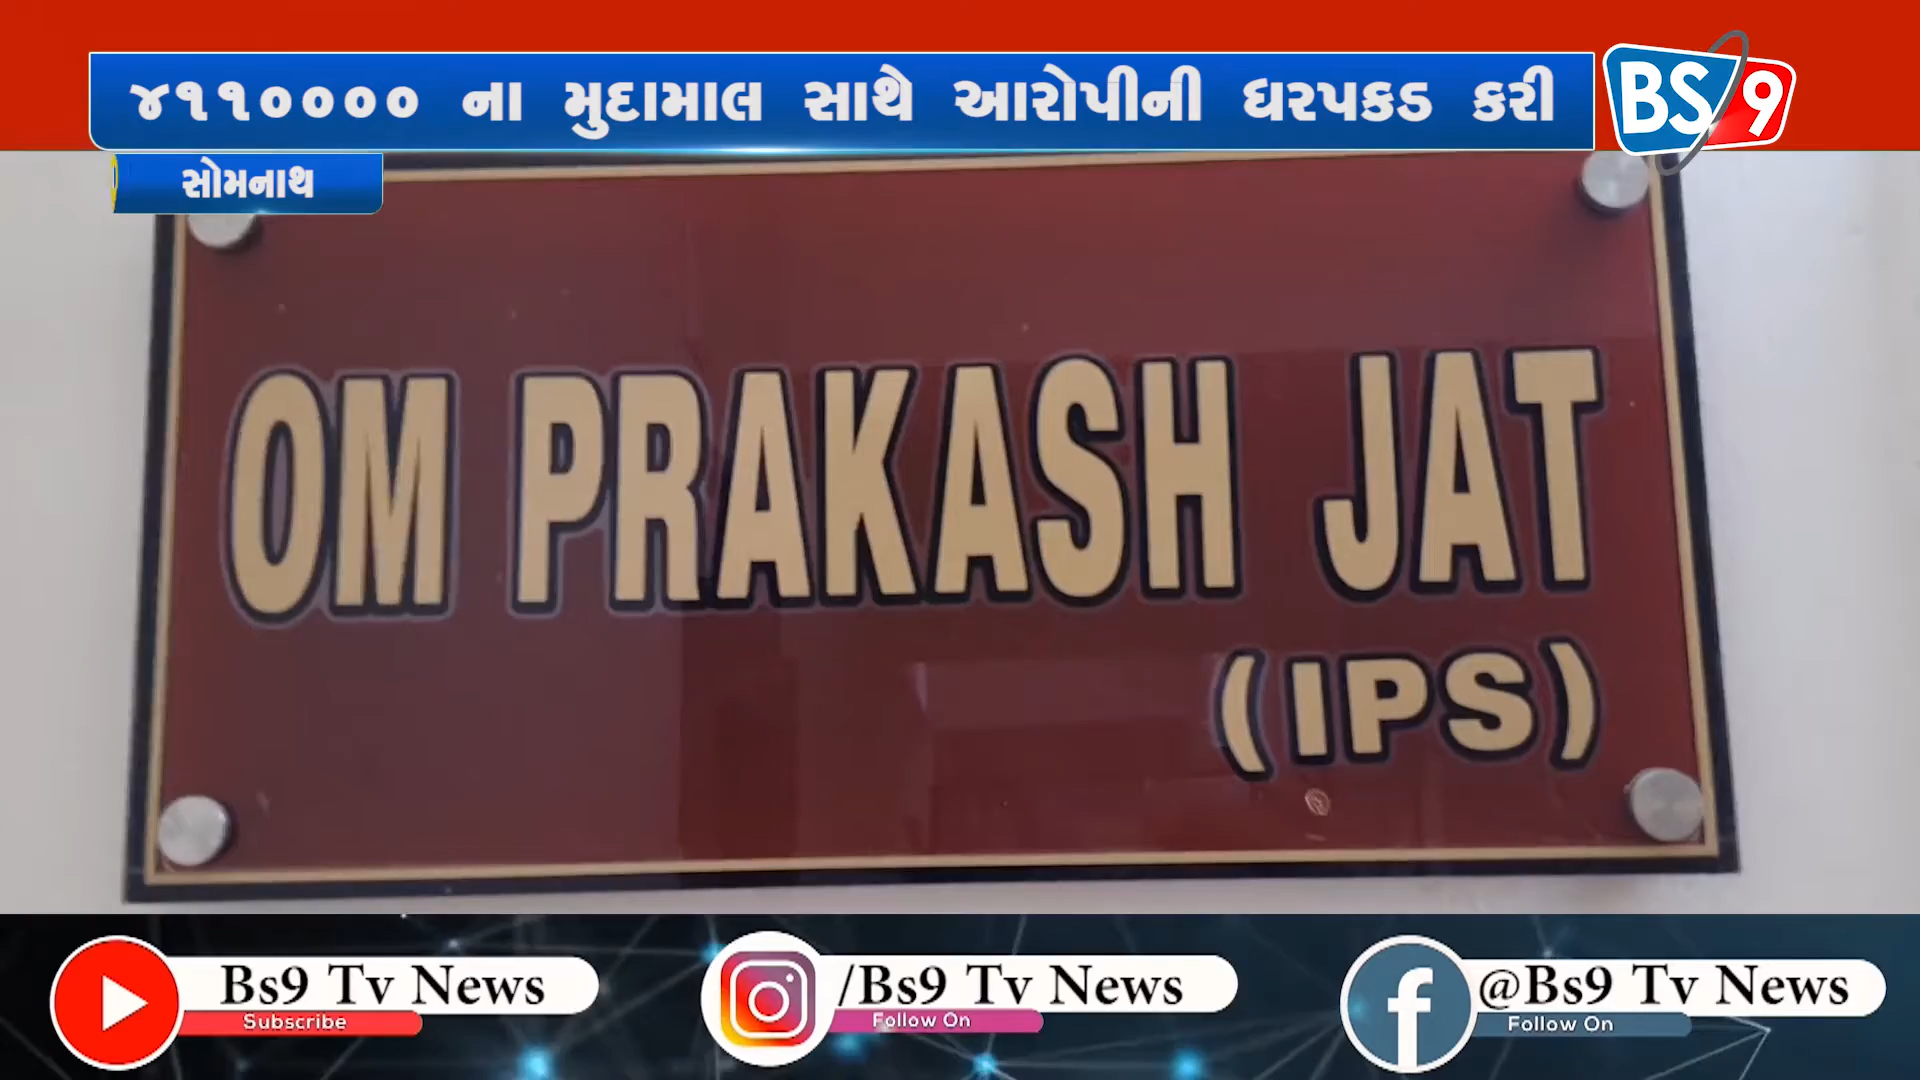 ૪૧૧૦૦૦૦ ના મુદામાલ સાથે આરોપીની ધરપકડ કરી
BS9
સોમનાથ
OM PRAKASH JAT
(IPS)
Bs9 Tv News
Subscribe
/Bs9 Tv News
Follow On
@Bs9 Tv News
Follow On